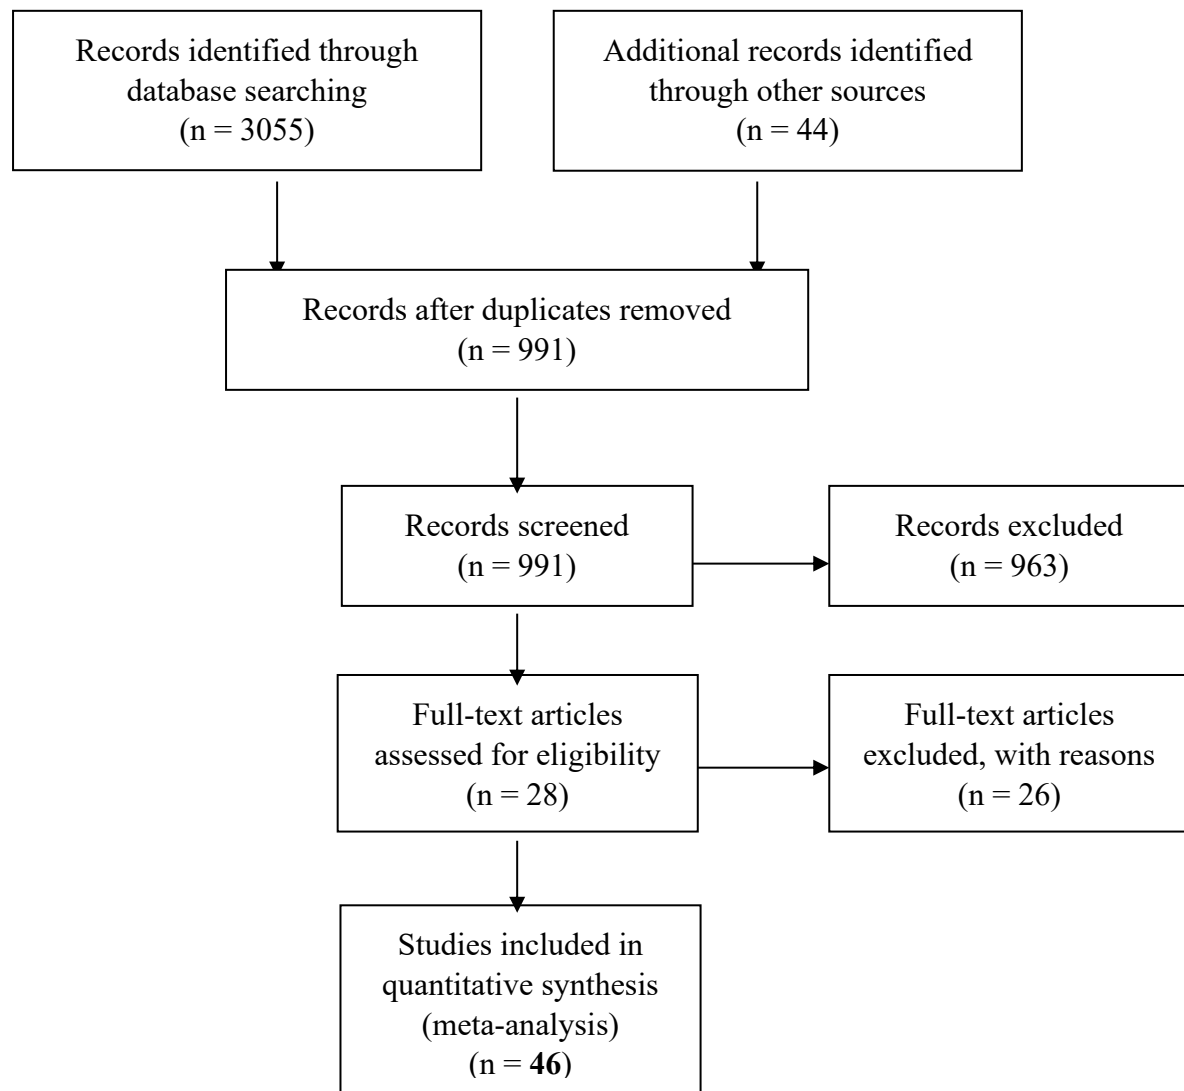 Records identified through
database searching
(n = 3055)
Additional records identified
through other sources
(n = 44)
Records after duplicates removed
(n = 991)
Records screened
(n = 991)
Records excluded
(n = 963)
Full-text articles
assessed for eligibility
(n = 28)
Full-text articles
excluded, with reasons
(n = 26)
Studies included in
quantitative synthesis
(meta-analysis)
(n = 46)